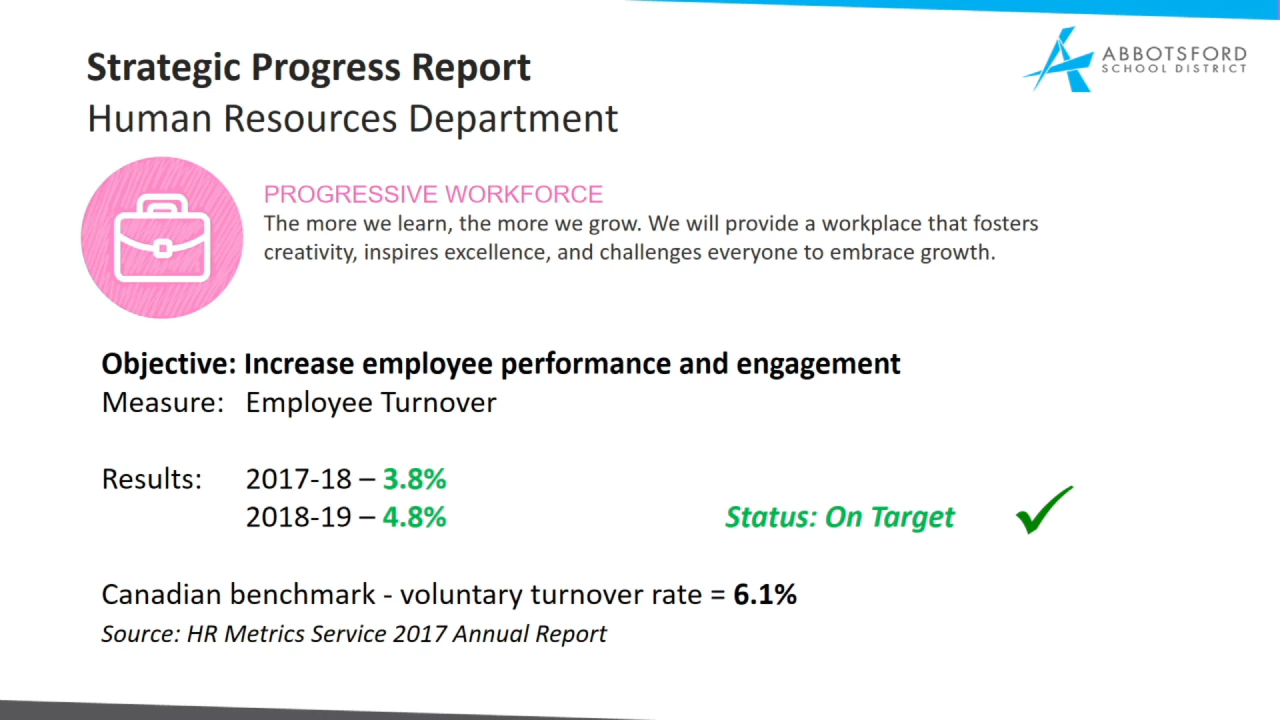 Strategic Progress Report
Human Resources Department
ABBOTSFORD
SCHOOL DISTRICT
PROGRESSIVE WORKFORCE
The more we learn, the more we grow. We will provide a workplace that fosters
creativity, inspires excellence, and challenges everyone to embrace growth.
Objective: Increase employee performance and engagement
Measure: Employee Turnover
Results: 2017-18 – 3.8%
2018-19 – 4.8%
Status: On Target
Canadian benchmark - voluntary turnover rate = 6.1%
Source: HR Metrics Service 2017 Annual Report